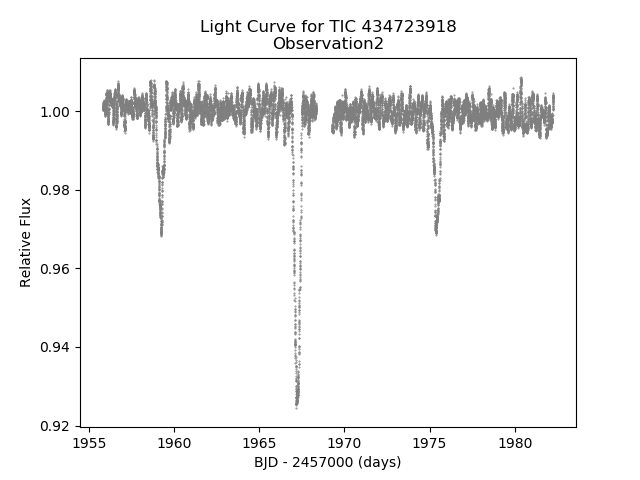 Light Curve for TIC 434723918
Observation2
1.00
0.98
0.96
0.94
0.92
Relative Flux
1955 1960 1965 1970 1975 1980
BJD - 2457000 (days)